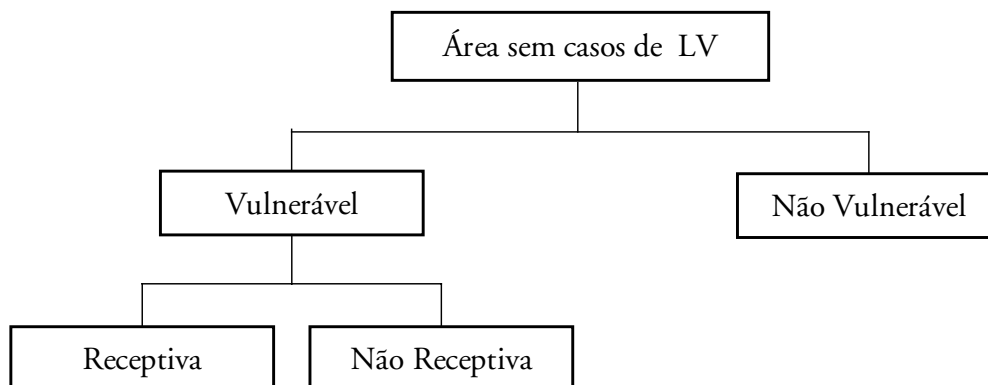 Área sem casos de LV
Vulnerável
Não Vulnerável
Receptiva
Não Receptiva